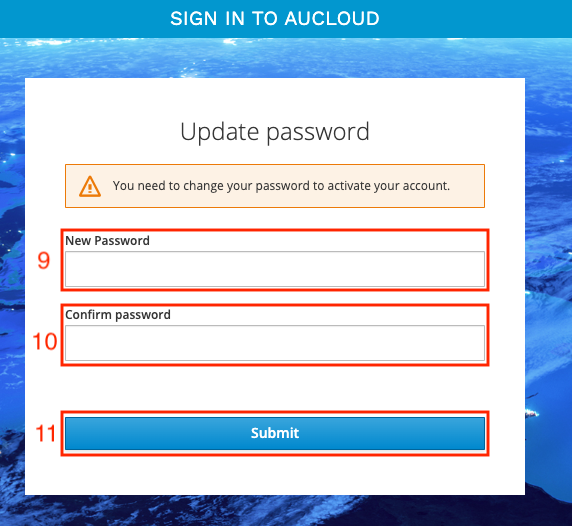 SIGN IN TO AUCLOUD
Update password
You need to change your password to activate your account.
9
New Password
10
Confirm password
11
Submit